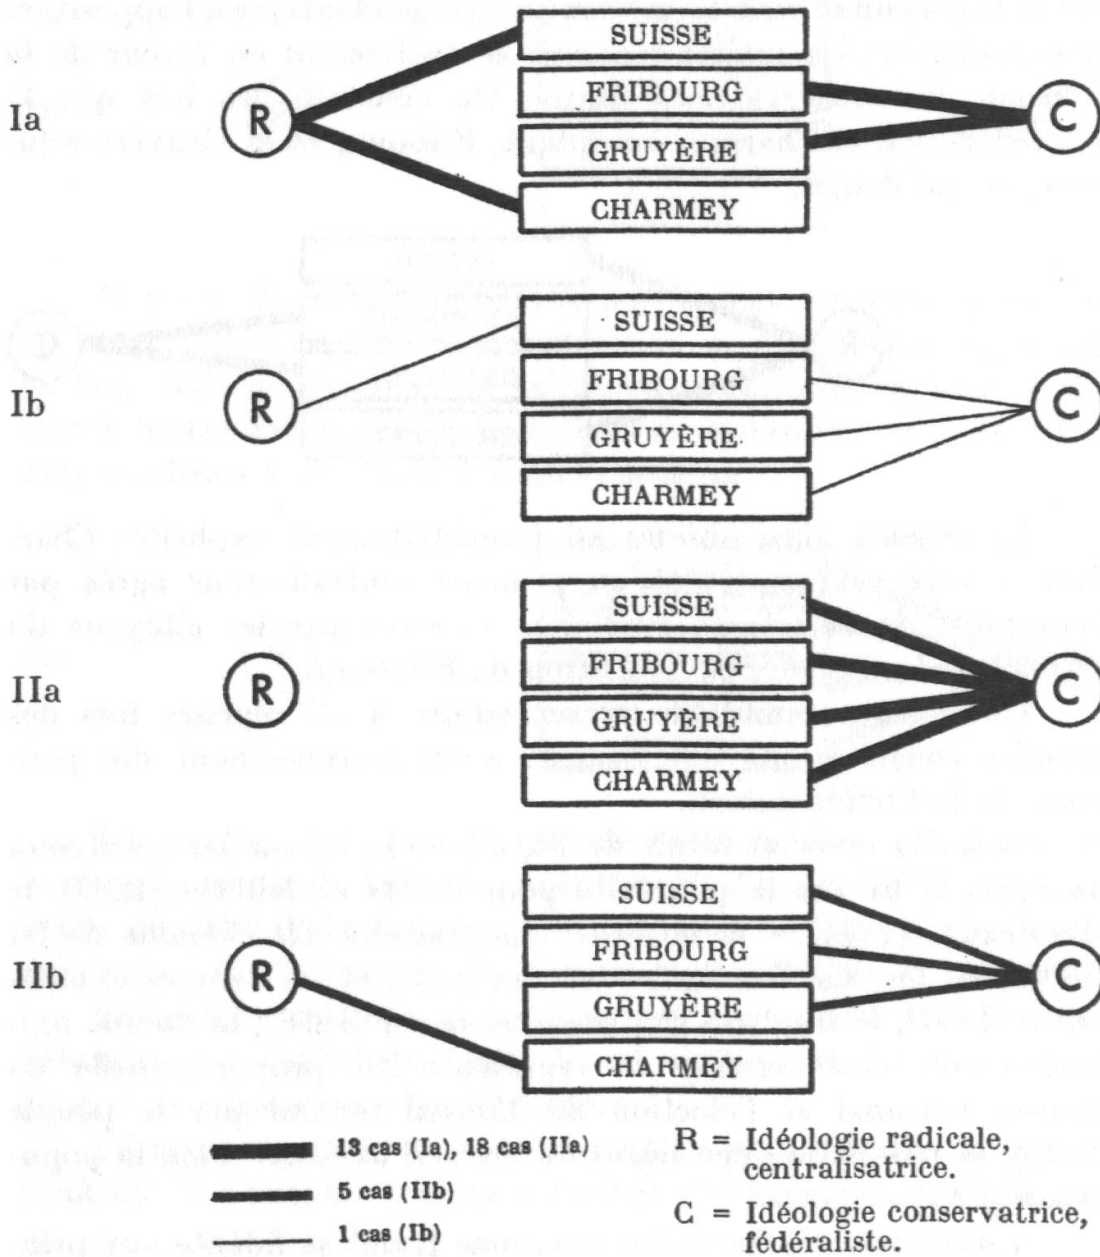 SUISSE
Ia R FRIBOURG C
GRUYÈRE
CHARMEY
SUISSE
Ib R FRIBOURG C
GRUYÈRE
CHARMEY
SUISSE
IIa R FRIBOURG C
GRUYÈRE
CHARMEY
SUISSE
IIb R FRIBOURG C
GRUYÈRE
CHARMEY
13 cas (Ia), 18 cas (IIa)
5 cas (IIb)
1 cas (Ib)
R = Idéologie radicale,
centralisatrice.
C = Idéologie conservatrice,
fédéraliste.